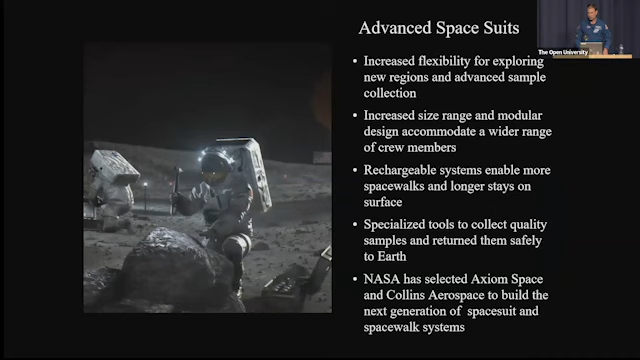 Advanced Space Suits
The Open University
• Increased flexibility for exploring
new regions and advanced sample
collection
• Increased size range and modular
design accommodate a wider range
of crew members
• Rechargeable systems enable more
spacewalks and longer stays on
surface
• Specialized tools to collect quality
samples and returned them safely
to Earth
• NASA has selected Axiom Space
and Collins Aerospace to build the
next generation of spacesuit and
spacewalk systems